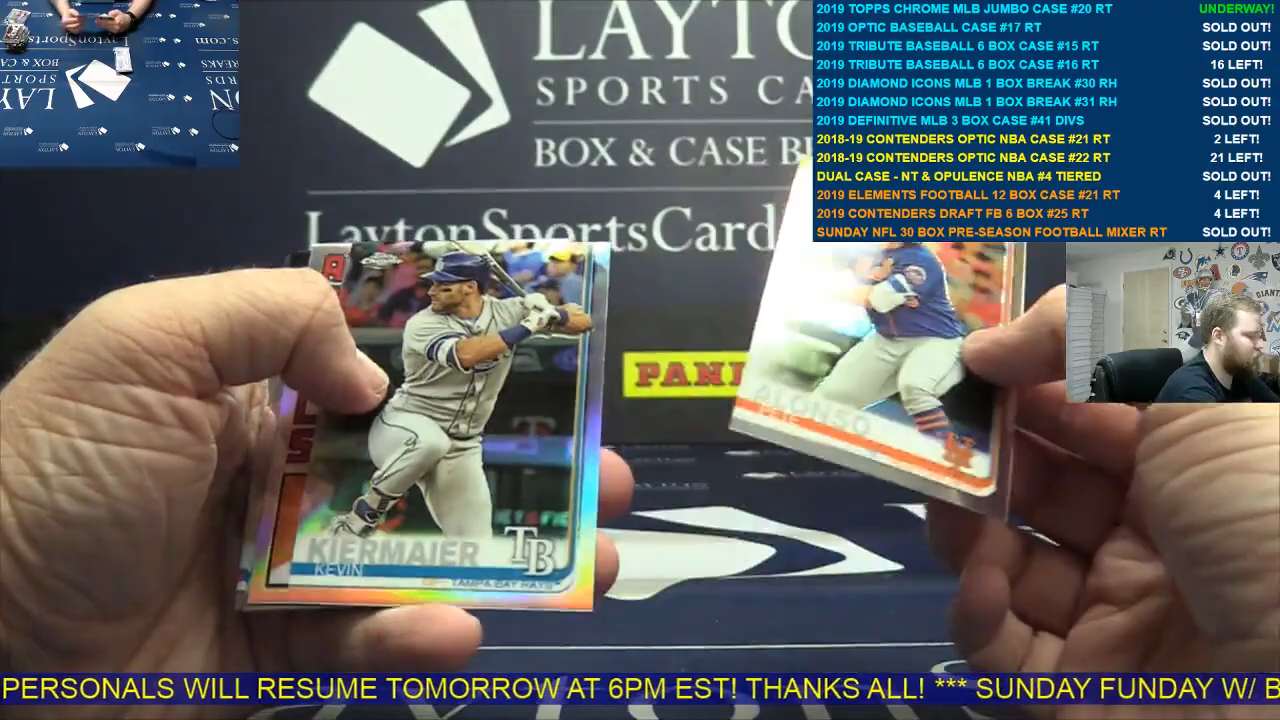 2019 TOPPS CHROME MLB JUMBO CASE #20 RT UNDERWAY!
2019 OPTIC BASEBALL CASE #17 RT SOLD OUT!
2019 TRIBUTE BASEBALL 6 BOX CASE #15 RT SOLD OUT!
2019 TRIBUTE BASEBALL 6 BOX CASE #16 RT 16 LEFT!
2019 DIAMOND ICONS MLB 1 BOX BREAK #30 RH SOLD OUT!
2019 DIAMOND ICONS MLB 1 BOX BREAK #31 RH SOLD OUT!
2019 DEFINITIVE MLB 3 BOX CASE #41 DIVS SOLD OUT!
2018-19 CONTENDERS OPTIC NBA CASE #21 RT 2 LEFT!
2018-19 CONTENDERS OPTIC NBA CASE #22 RT 21 LEFT!
DUAL CASE - NT & OPULENCE NBA #4 TIERED SOLD OUT!
2019 ELEMENTS FOOTBALL 12 BOX CASE #21 RT 4 LEFT!
2019 CONTENDERS DRAFT FB 6 BOX #25 RT 4 LEFT!
SUNDAY NFL 30 BOX PRE-SEASON FOOTBALL MIXER RT SOLD OUT!
LAYTO
SPORTS CA
BOX & CASE B
LaytonSportsCard
PANI
Chrome
KIERMAIER
KEVIN
TB
TAMPA BAY RAYS
ALONSO
PETE
PERSONALS WILL RESUME TOMORROW AT 6PM EST! THANKS ALL! *** SUNDAY FUNDAY W/ B